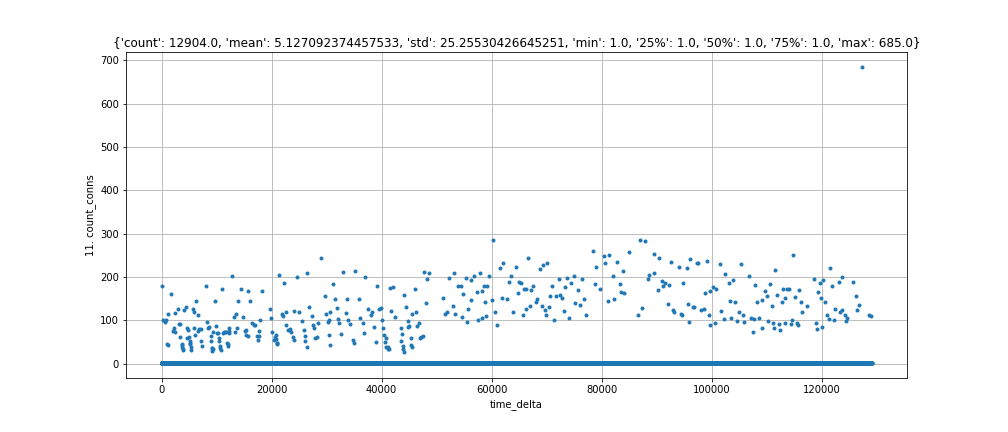 {'count': 12904.0, 'mean': 5.127092374457533, 'std': 25.25530426645251, 'min': 1.0, '25%': 1.0, '50%': 1.0, '75%': 1.0, 'max': 685.0}
700
600
500
400
300
200
100
0
11. count_conns
0 20000 40000 60000 80000 100000 120000
time_delta